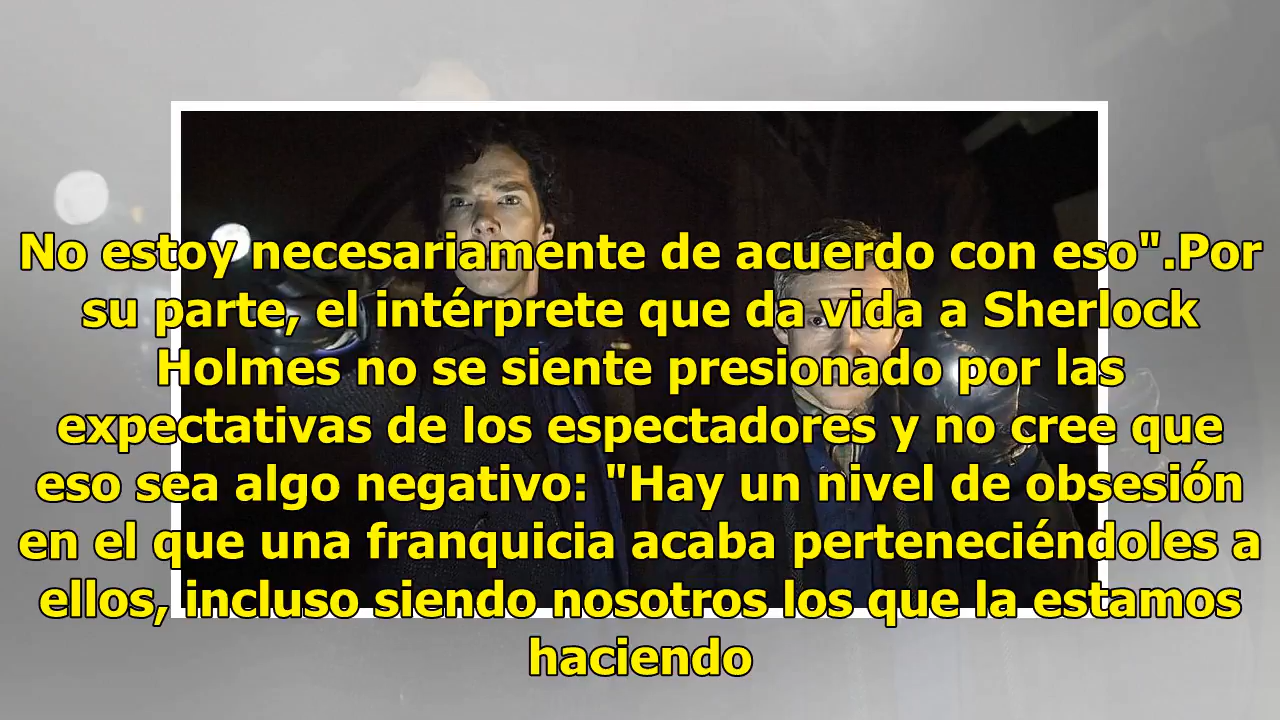 No estoy necesariamente de acuerdo con eso".Por
su parte, el intérprete que da vida a Sherlock
Holmes no se siente presionado por las
expectativas de los espectadores y no cree que
eso sea algo negativo: "Hay un nivel de obsesión
en el que una franquicia acaba perteneciéndoles a
ellos, incluso siendo nosotros los que la estamos
haciendo